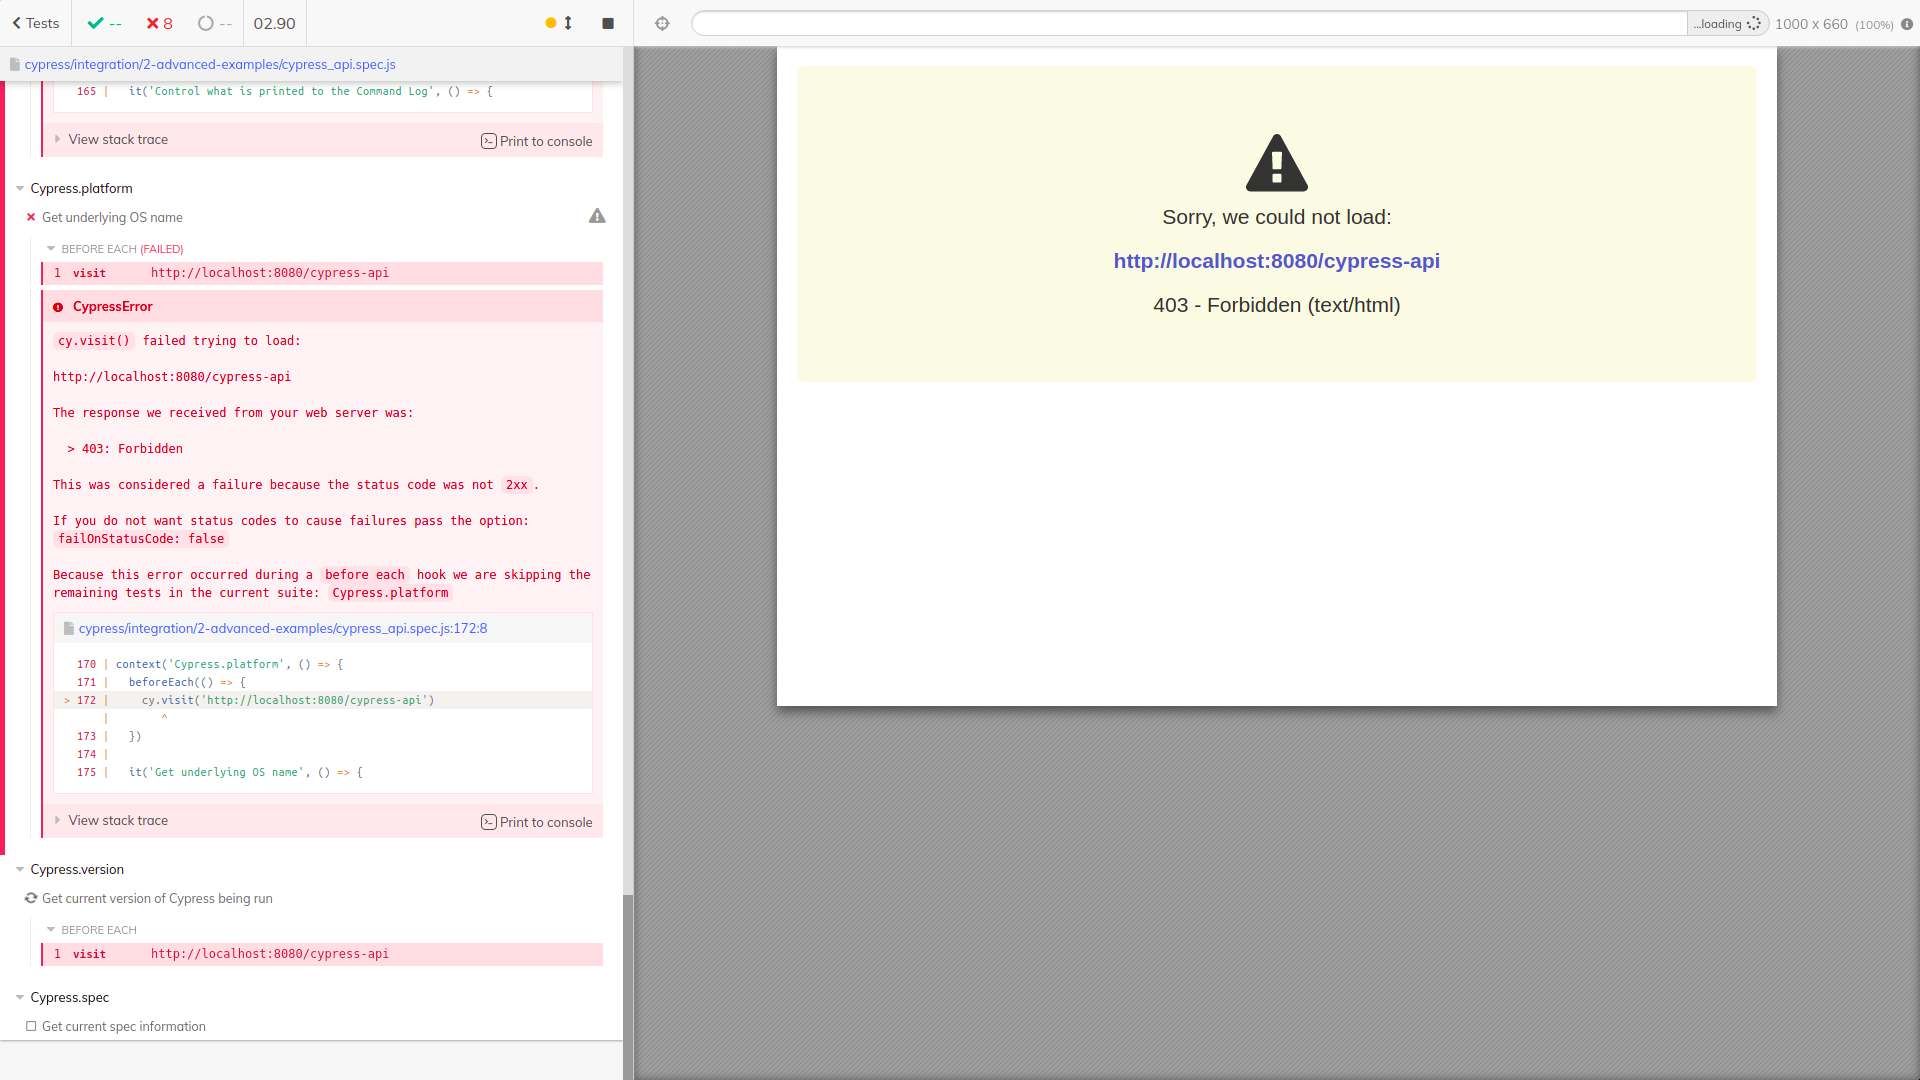 Tests
--
8
--
02.90
cypress/integration/2-advanced-examples/cypress_api.spec.js
165 | it('Control what is printed to the Command Log', () => {
View stack trace
Print to console
Cypress.platform
Get underlying OS name
BEFORE EACH (FAILED)
1 visit http://localhost:8080/cypress-api
CypressError
cy.visit() failed trying to load:
http://localhost:8080/cypress-api
The response we received from your web server was:
> 403: Forbidden
This was considered a failure because the status code was not 2xx.
If you do not want status codes to cause failures pass the option:
failOnStatusCode: false
Because this error occurred during a before each hook we are skipping the
remaining tests in the current suite: Cypress.platform
cypress/integration/2-advanced-examples/cypress_api.spec.js:172:8
170 | context('Cypress.platform', () => {
171 | beforeEach(() => {
> 172 | cy.visit('http://localhost:8080/cypress-api')
| ^
173 | })
174 |
175 | it('Get underlying OS name', () => {
View stack trace
Print to console
Cypress.version
Get current version of Cypress being run
BEFORE EACH
1 visit http://localhost:8080/cypress-api
Cypress.spec
Get current spec information
...loading
1000 x 660 (100%)
Sorry, we could not load:
http://localhost:8080/cypress-api
403 - Forbidden (text/html)